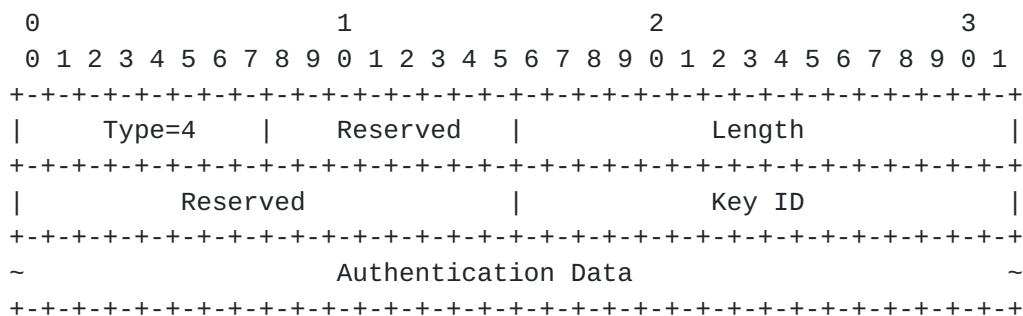 0                   1                   2                   3
 0 1 2 3 4 5 6 7 8 9 0 1 2 3 4 5 6 7 8 9 0 1 2 3 4 5 6 7 8 9 0 1
+-+-+-+-+-+-+-+-+-+-+-+-+-+-+-+-+-+-+-+-+-+-+-+-+-+-+-+-+-+-+-+-+
|     Type=4    |    Reserved   |            Length             |
+-+-+-+-+-+-+-+-+-+-+-+-+-+-+-+-+-+-+-+-+-+-+-+-+-+-+-+-+-+-+-+-+
|          Reserved             |            Key ID             |
+-+-+-+-+-+-+-+-+-+-+-+-+-+-+-+-+-+-+-+-+-+-+-+-+-+-+-+-+-+-+-+-+
~                    Authentication Data                        ~
+-+-+-+-+-+-+-+-+-+-+-+-+-+-+-+-+-+-+-+-+-+-+-+-+-+-+-+-+-+-+-+-+